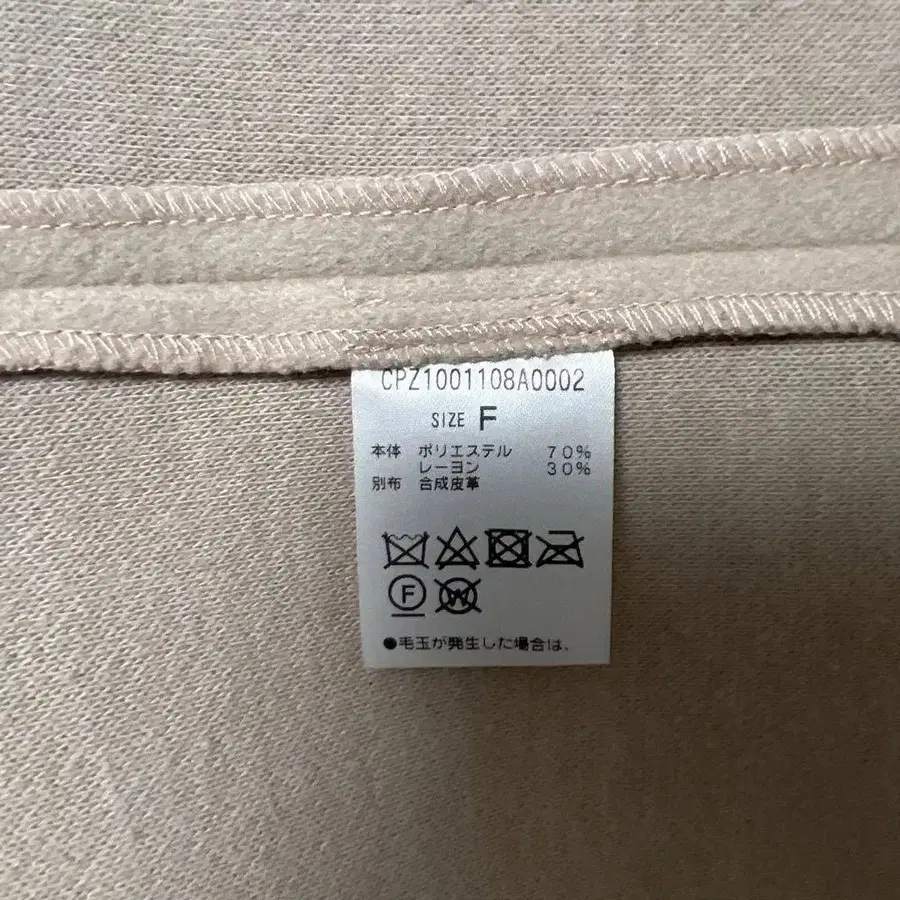 CPZ1001108A0002
SIZE F
本体 ポリエステル 70%
レーヨン 30%
別布 合成皮革
F W
●毛玉が発生した場合は、